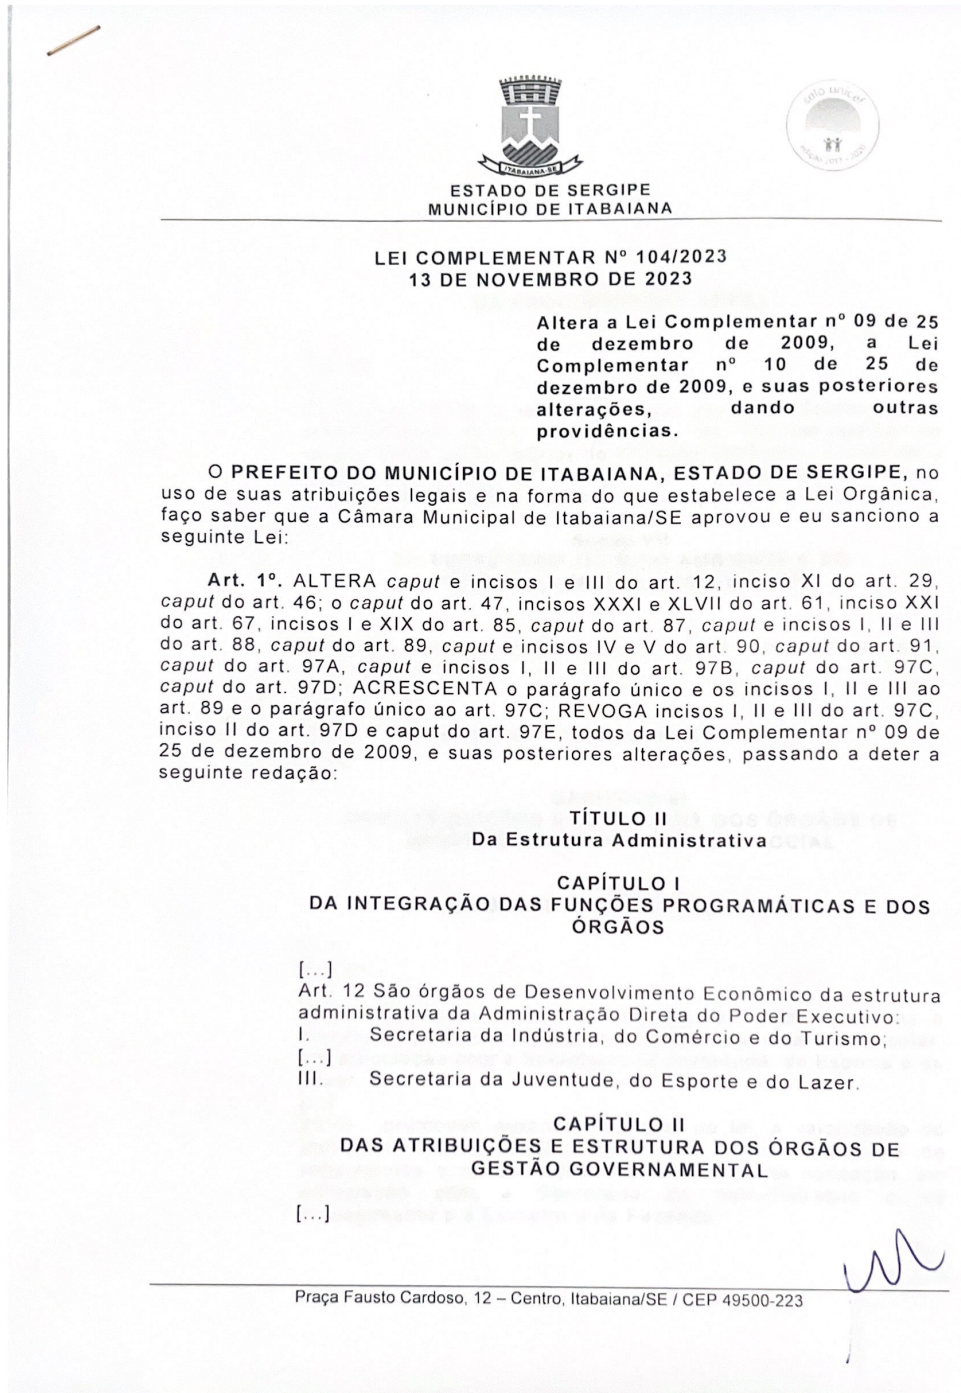 selo unicef
edição 2017 - 2020
ITABAIANA-SE
ESTADO DE SERGIPE
MUNICÍPIO DE ITABAIANA
LEI COMPLEMENTAR Nº 104/2023
13 DE NOVEMBRO DE 2023
Altera a Lei Complementar nº 09 de 25
de dezembro de 2009, a Lei
Complementar nº 10 de 25 de
dezembro de 2009, e suas posteriores
alterações, dando outras
providências.
O PREFEITO DO MUNICÍPIO DE ITABAIANA, ESTADO DE SERGIPE, no
uso de suas atribuições legais e na forma do que estabelece a Lei Orgânica,
faço saber que a Câmara Municipal de Itabaiana/SE aprovou e eu sanciono a
seguinte Lei:
Art. 1º. ALTERA caput e incisos I e III do art. 12, inciso XI do art. 29,
caput do art. 46; o caput do art. 47, incisos XXXI e XLVII do art. 61, inciso XXI
do art. 67, incisos I e XIX do art. 85, caput do art. 87, caput e incisos I, II e III
do art. 88, caput do art. 89, caput e incisos IV e V do art. 90, caput do art. 91,
caput do art. 97A, caput e incisos I, II e III do art. 97B, caput do art. 97C,
caput do art. 97D; ACRESCENTA o parágrafo único e os incisos I, II e III ao
art. 89 e o parágrafo único ao art. 97C; REVOGA incisos I, II e III do art. 97C,
inciso II do art. 97D e caput do art. 97E, todos da Lei Complementar nº 09 de
25 de dezembro de 2009, e suas posteriores alterações, passando a deter a
seguinte redação:
TÍTULO II
Da Estrutura Administrativa
CAPÍTULO I
DA INTEGRAÇÃO DAS FUNÇÕES PROGRAMÁTICAS E DOS
ÓRGÃOS
[...]
Art. 12 São órgãos de Desenvolvimento Econômico da estrutura
administrativa da Administração Direta do Poder Executivo:
I. Secretaria da Indústria, do Comércio e do Turismo;
[...]
III. Secretaria da Juventude, do Esporte e do Lazer.
CAPÍTULO II
DAS ATRIBUIÇÕES E ESTRUTURA DOS ÓRGÃOS DE
GESTÃO GOVERNAMENTAL
[...]
Praça Fausto Cardoso, 12 – Centro, Itabaiana/SE / CEP 49500-223